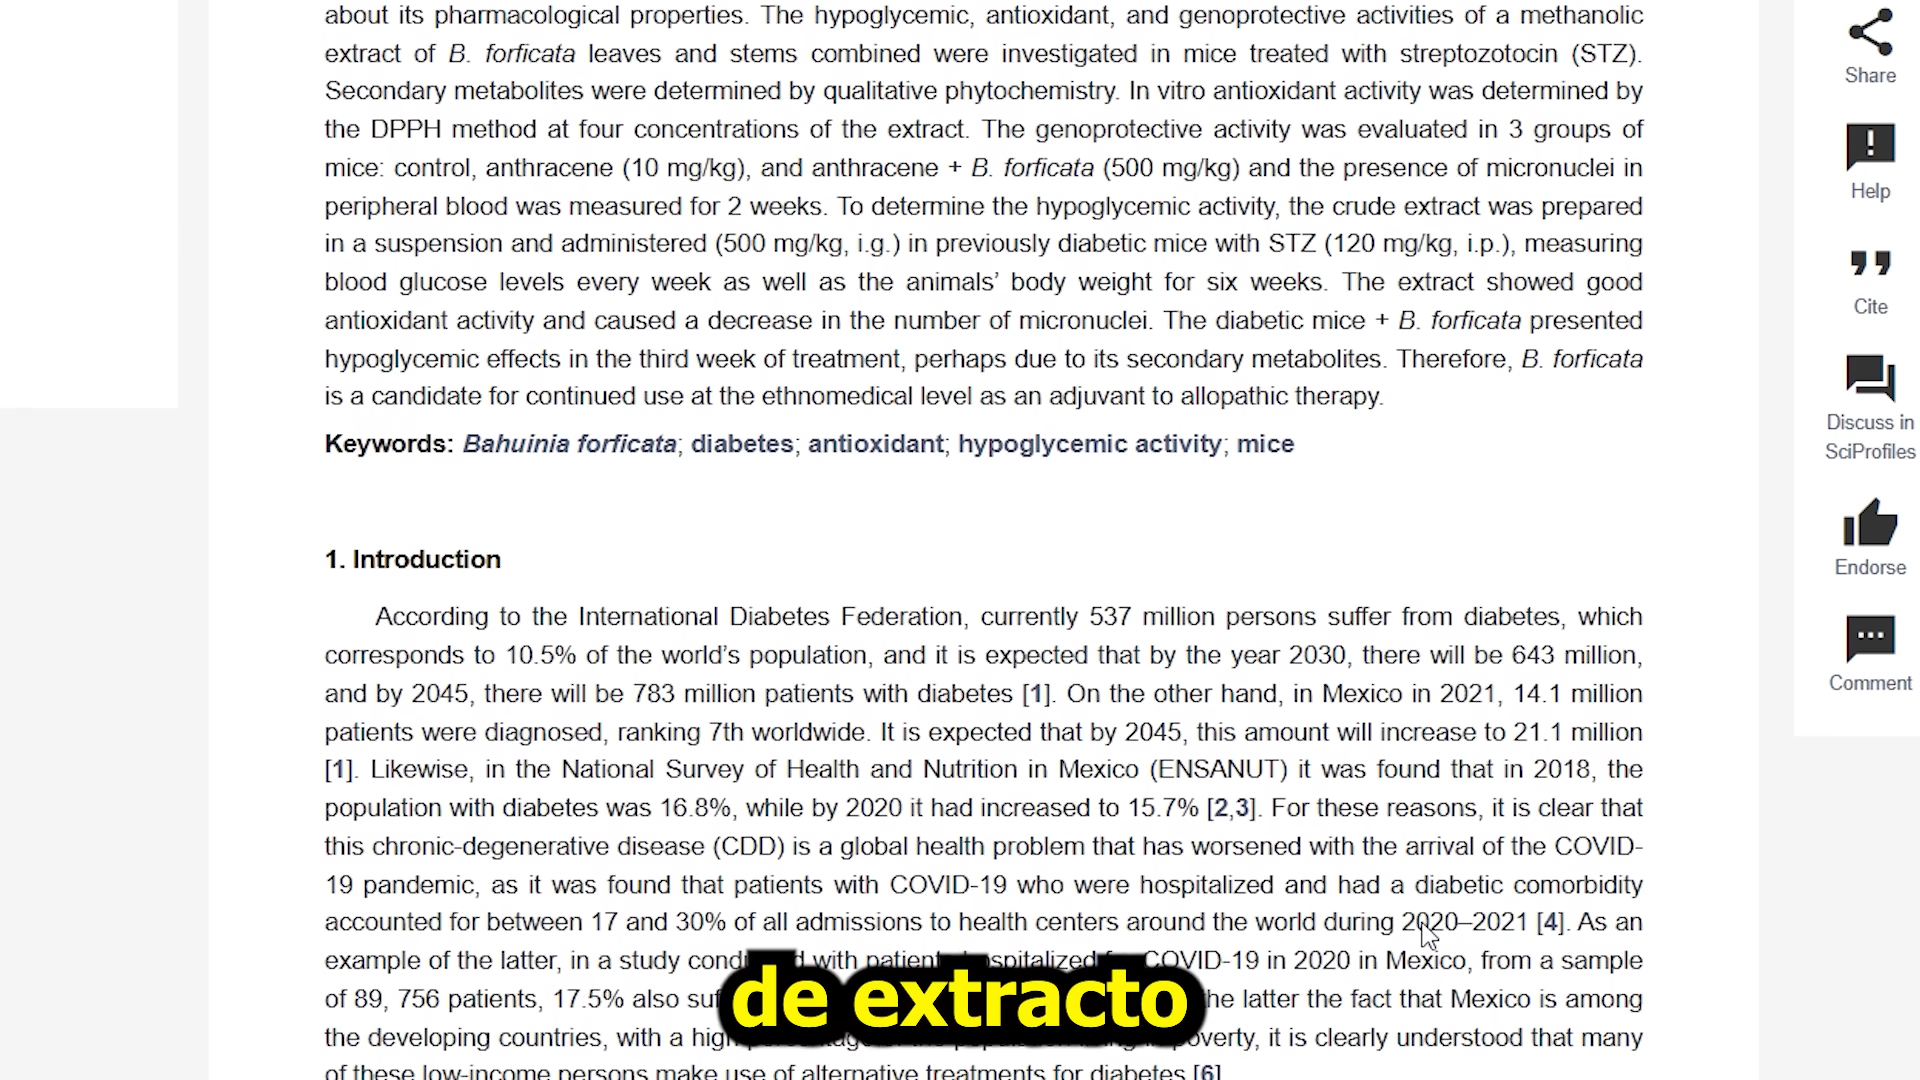 about its pharmacological properties. The hypoglycemic, antioxidant, and genoprotective activities of a methanolic
extract of B. forficata leaves and stems combined were investigated in mice treated with streptozotocin (STZ).
Secondary metabolites were determined by qualitative phytochemistry. In vitro antioxidant activity was determined by
the DPPH method at four concentrations of the extract. The genoprotective activity was evaluated in 3 groups of
mice: control, anthracene (10 mg/kg), and anthracene + B. forficata (500 mg/kg) and the presence of micronuclei in
peripheral blood was measured for 2 weeks. To determine the hypoglycemic activity, the crude extract was prepared
in a suspension and administered (500 mg/kg, i.g.) in previously diabetic mice with STZ (120 mg/kg, i.p.), measuring
blood glucose levels every week as well as the animals’ body weight for six weeks. The extract showed good
antioxidant activity and caused a decrease in the number of micronuclei. The diabetic mice + B. forficata presented
hypoglycemic effects in the third week of treatment, perhaps due to its secondary metabolites. Therefore, B. forficata
is a candidate for continued use at the ethnomedical level as an adjuvant to allopathic therapy.
Keywords: Bahuinia forficata; diabetes; antioxidant; hypoglycemic activity; mice
1. Introduction
According to the International Diabetes Federation, currently 537 million persons suffer from diabetes, which
corresponds to 10.5% of the world’s population, and it is expected that by the year 2030, there will be 643 million,
and by 2045, there will be 783 million patients with diabetes [1]. On the other hand, in Mexico in 2021, 14.1 million
patients were diagnosed, ranking 7th worldwide. It is expected that by 2045, this amount will increase to 21.1 million
[1]. Likewise, in the National Survey of Health and Nutrition in Mexico (ENSANUT) it was found that in 2018, the
population with diabetes was 16.8%, while by 2020 it had increased to 15.7% [2,3]. For these reasons, it is clear that
this chronic-degenerative disease (CDD) is a global health problem that has worsened with the arrival of the COVID-
19 pandemic, as it was found that patients with COVID-19 who were hospitalized and had a diabetic comorbidity
accounted for between 17 and 30% of all admissions to health centers around the world during 2020–2021 [4]. As an
example of the latter, in a study with COVID-19 in 2020 in Mexico, from a sample
of 89, 756 patients, 17.5% also the latter the fact that Mexico is among
the developing countries, with a it is clearly understood that many
of these low-income persons make use of alternative treatments for diabetes [6]
de extracto
Share
Help
Cite
Discuss in
SciProfiles
Endorse
Comment